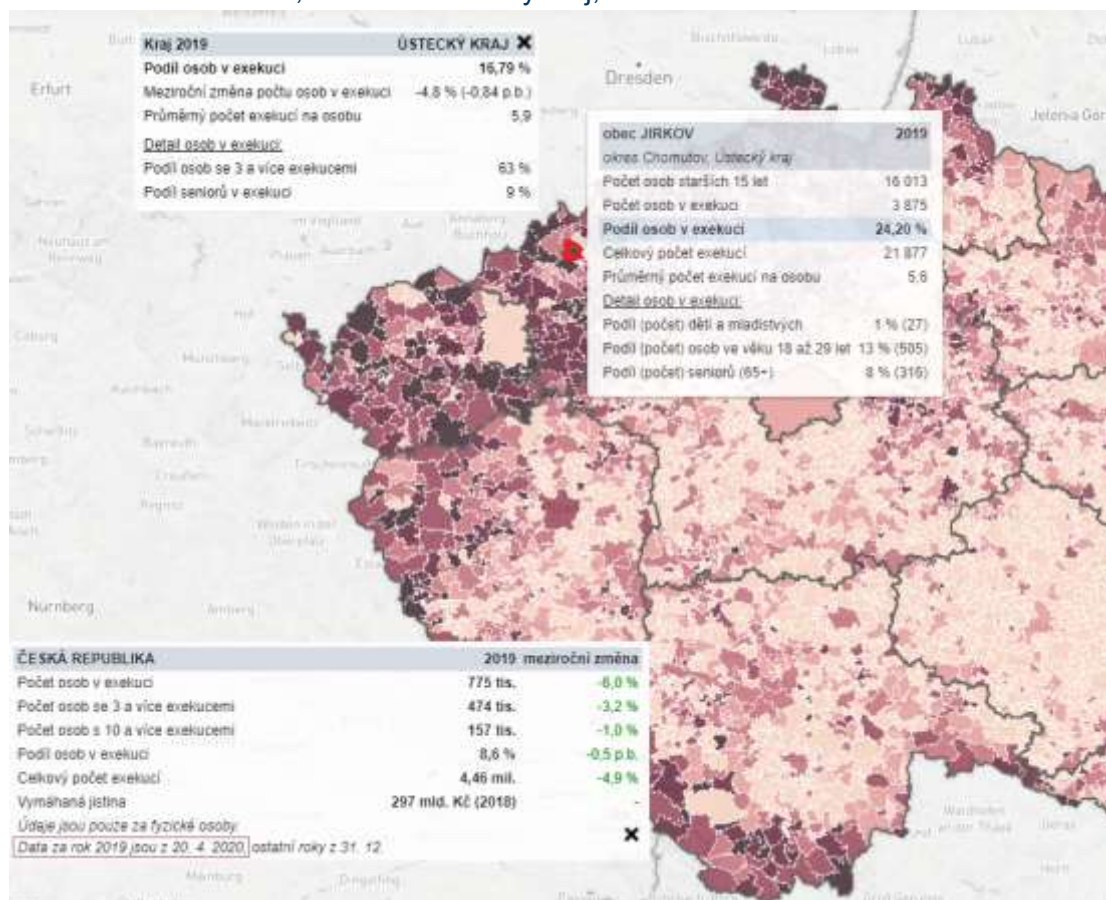 Kraj 2019 ÚSTECKÝ KRAJ
Podíl osob v exekuci 16,79 %
Meziroční změna počtu osob v exekuci -4,8 % (-0,84 p.b.)
Průměrný počet exekucí na osobu 5,9
Detail osob v exekuci:
Podíl osob se 3 a více exekucemi 63 %
Podíl seniorů v exekuci 9 %
Erfurt
Dresden
Jelenia Gór
obec JIRKOV 2019
okres Chomutov, Ústecký kraj
Počet osob starších 15 let 16 013
Počet osob v exekuci 3 875
Podíl osob v exekuci 24,20 %
Celkový počet exekucí 21 877
Průměrný počet exekucí na osobu 5.6
Detail osob v exekuci:
Podíl (počet) dětí a mladistvých 1 % (27)
Podíl (počet) osob ve věku 18 až 29 let 13 % (505)
Podíl (počet) seniorů (65+) 8 % (316)
Coburg
Bayreuth
Nürnberg
Amberg
ČESKÁ REPUBLIKA 2019 meziroční změna
Počet osob v exekuci 775 tis. -6,0 %
Počet osob se 3 a více exekucemi 474 tis. -3,2 %
Počet osob s 10 a více exekucemi 157 tis. -1,0 %
Podíl osob v exekuci 8,6 % -0,5 p.b.
Celkový počet exekucí 4,46 mil. -4,9 %
Vymáhaná jistina 297 mld. Kč (2018) -
Údaje jsou pouze za fyzické osoby.
Data za rok 2019 jsou z 20. 4. 2020, ostatní roky z 31. 12.
Dingolfing